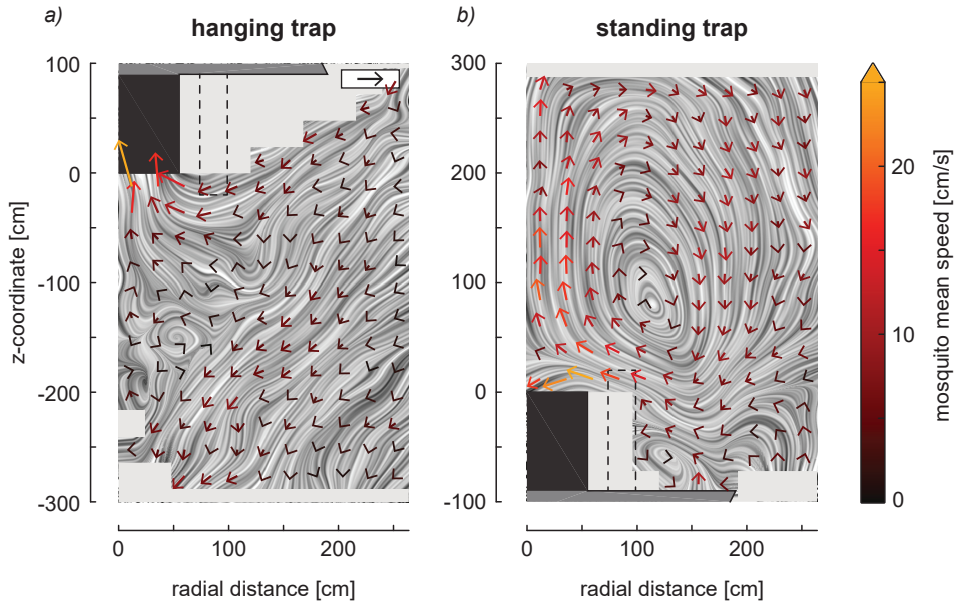 a)
hanging trap
b)
standing trap
100
0
-100
-200
-300
z-coordinate [cm]
0
100
200
radial distance [cm]
300
200
100
0
-100
0
100
200
radial distance [cm]
20
10
0
mosquito mean speed [cm/s]